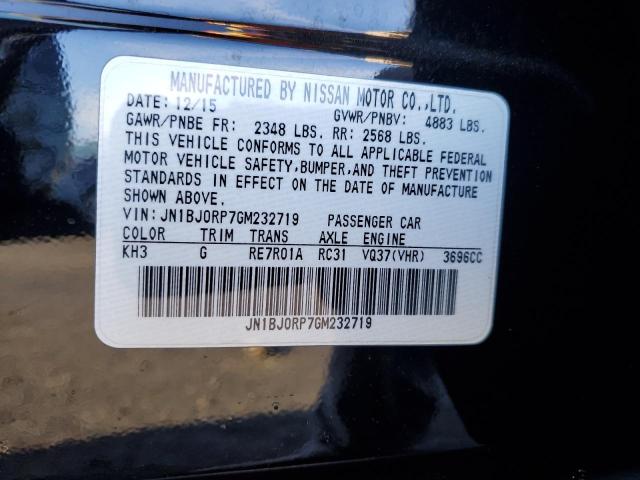 MANUFACTURED BY NISSAN MOTOR CO.,LTD.
DATE: 12/15 GVWR/PNBV: 4883 LBS.
GAWR/PNBE FR: 2348 LBS. RR: 2568 LBS.
THIS VEHICLE CONFORMS TO ALL APPLICABLE FEDERAL
MOTOR VEHICLE SAFETY, BUMPER, AND THEFT PREVENTION
STANDARDS IN EFFECT ON THE DATE OF MANUFACTURE
SHOWN ABOVE.
VIN: JN1BJ0RP7GM232719 PASSENGER CAR
COLOR TRIM TRANS AXLE ENGINE
KH3 G RE7R01A RC31 VQ37(VHR) 3696CC
JN1BJ0RP7GM232719